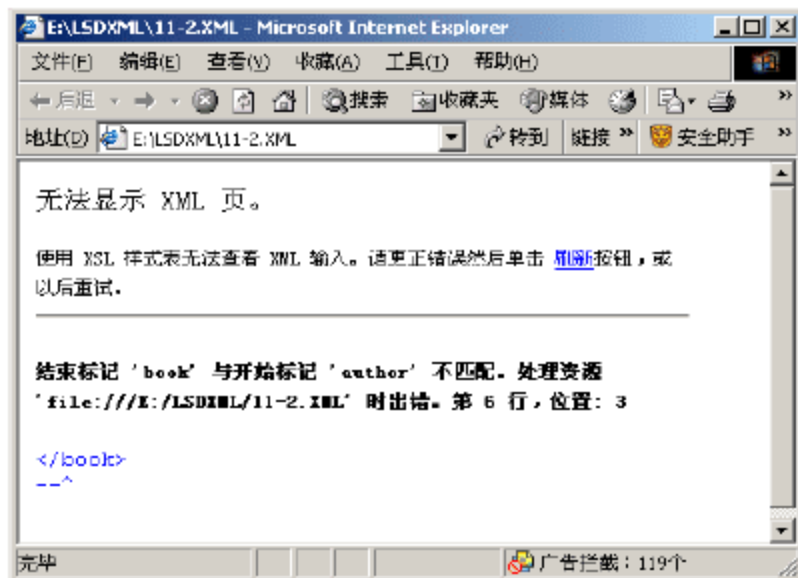 E:\LSDXML\11-2.XML - Microsoft Internet Explorer
文件(F) 编辑(E) 查看(V) 收藏(A) 工具(T) 帮助(H)
后退 搜索 收藏夹 媒体 »
地址(D) E:\LSDXML\11-2.XML 转到 链接 » 安全助手 »
无法显示 XML 页。
使用 XSL 样式表无法查看 XML 输入。请更正错误然后单击 刷新按钮，或
以后重试。
结束标记 'book' 与开始标记 'author' 不匹配。处理资源
'file:///E:/LSDXML/11-2.XML' 时出错。第 6 行，位置: 3
</book>
--^
完毕 广告拦截：119个